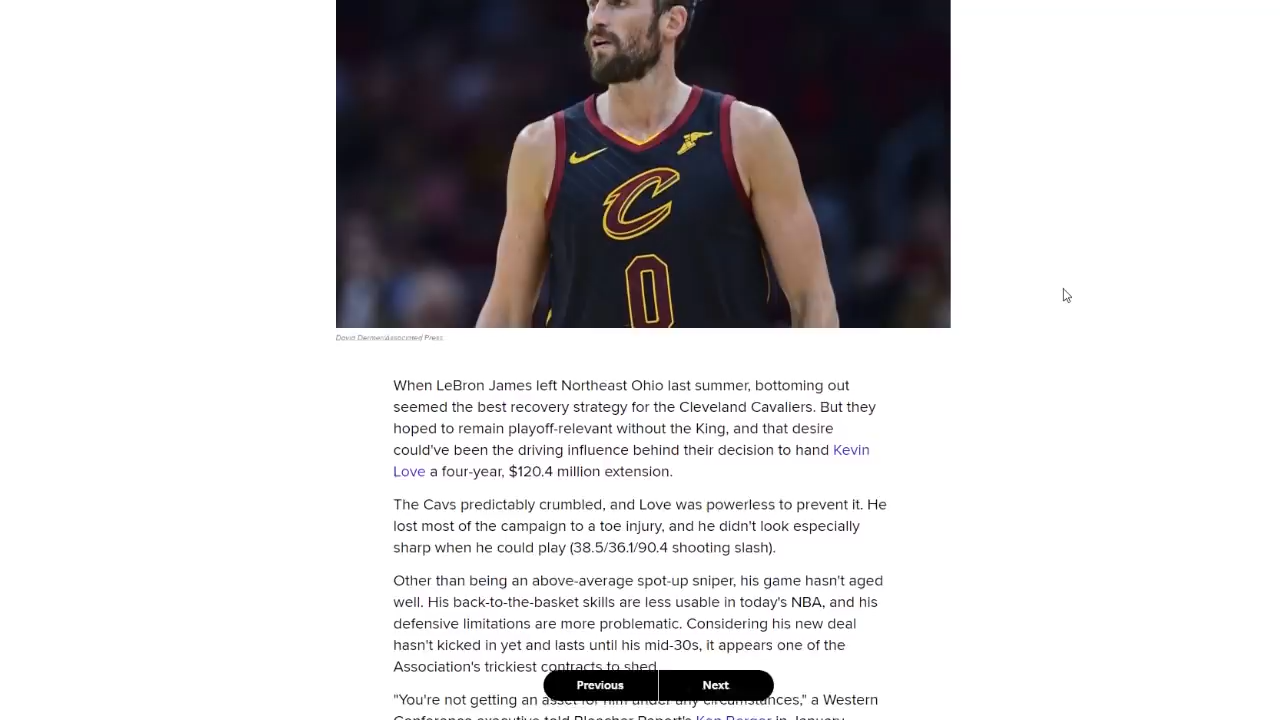 C
0
David Dermer/Associated Press
When LeBron James left Northeast Ohio last summer, bottoming out
seemed the best recovery strategy for the Cleveland Cavaliers. But they
hoped to remain playoff-relevant without the King, and that desire
could've been the driving influence behind their decision to hand Kevin
Love a four-year, $120.4 million extension.
The Cavs predictably crumbled, and Love was powerless to prevent it. He
lost most of the campaign to a toe injury, and he didn't look especially
sharp when he could play (38.5/36.1/90.4 shooting slash).
Other than being an above-average spot-up sniper, his game hasn't aged
well. His back-to-the-basket skills are less usable in today's NBA, and his
defensive limitations are more problematic. Considering his new deal
hasn't kicked in yet and lasts until his mid-30s, it appears one of the
Association's trickiest contracts to shed.
Previous Next
"You're not getting an asset for him under any circumstances," a Western
Conference executive told Bleacher Report's Ken Berger in January.